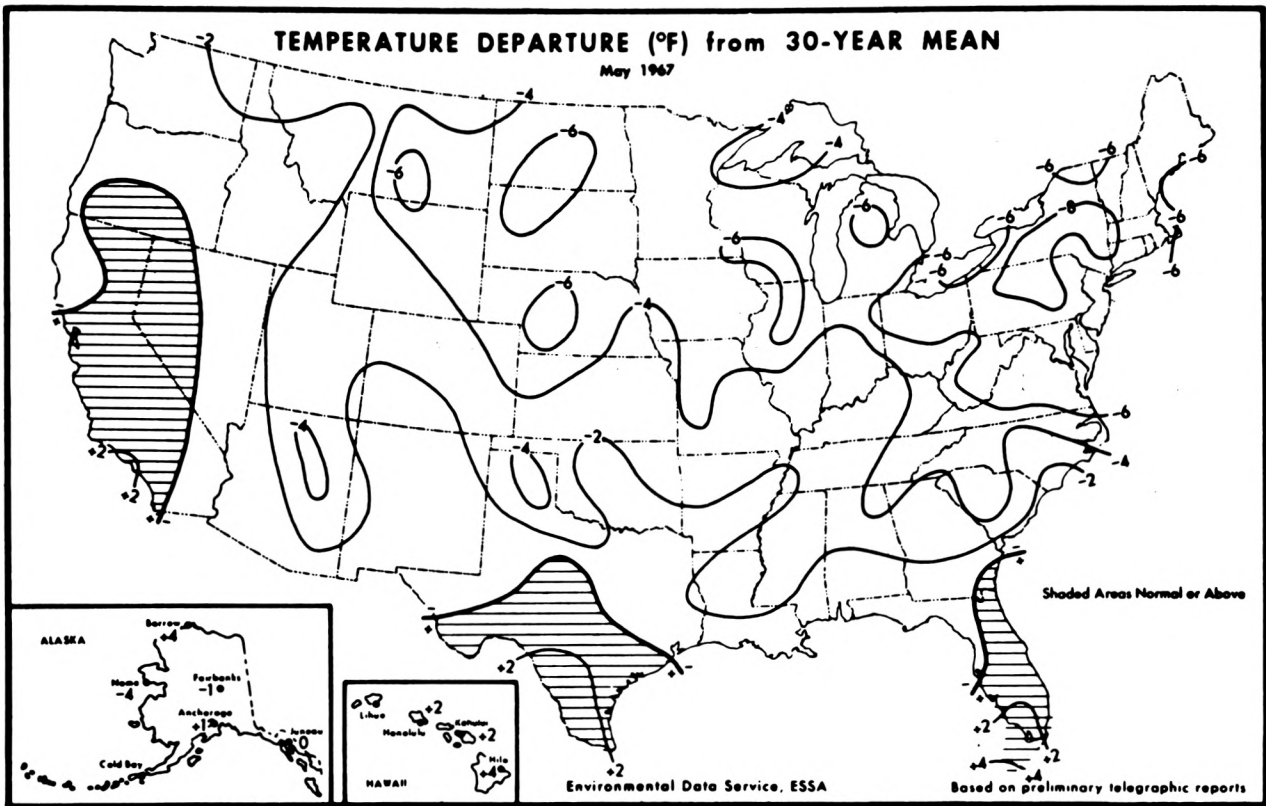 TEMPERATURE DEPARTURE (°F) from 30-YEAR MEAN
May 1967
-2
-4
-4
-4
-6
-6
-6
-6
-6
-6
-8
-6
-6
-6
-6
-6
-6
-4
-6
-4
-2
-4
-4
-2
-6
-4
-2
- +
+2
+2
+ -
- +
+2
+2
+ -
- +
- +
+2
+2
+4
+4
Shaded Areas Normal or Above
ALASKA
Barrow
+4
Nome
-4
Fairbanks
-1
Anchorage
+1
Juneau
0
Cold Bay
Lihue
+2
Honolulu
Kahului
+2
Hilo
+4
HAWAII
Environmental Data Service, ESSA
Based on preliminary telegraphic reports